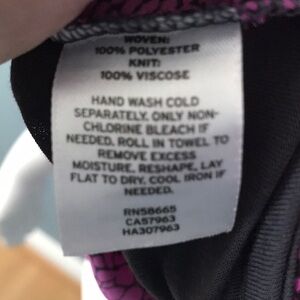 WOVEN:
100% POLYESTER
KNIT:
100% VISCOSE
HAND WASH COLD
SEPARATELY. ONLY NON-
CHLORINE BLEACH IF
NEEDED. ROLL IN TOWEL TO
REMOVE EXCESS
MOISTURE, RESHAPE, LAY
FLAT TO DRY. COOL IRON IF
NEEDED.
RN58665
CA57963
HA307963